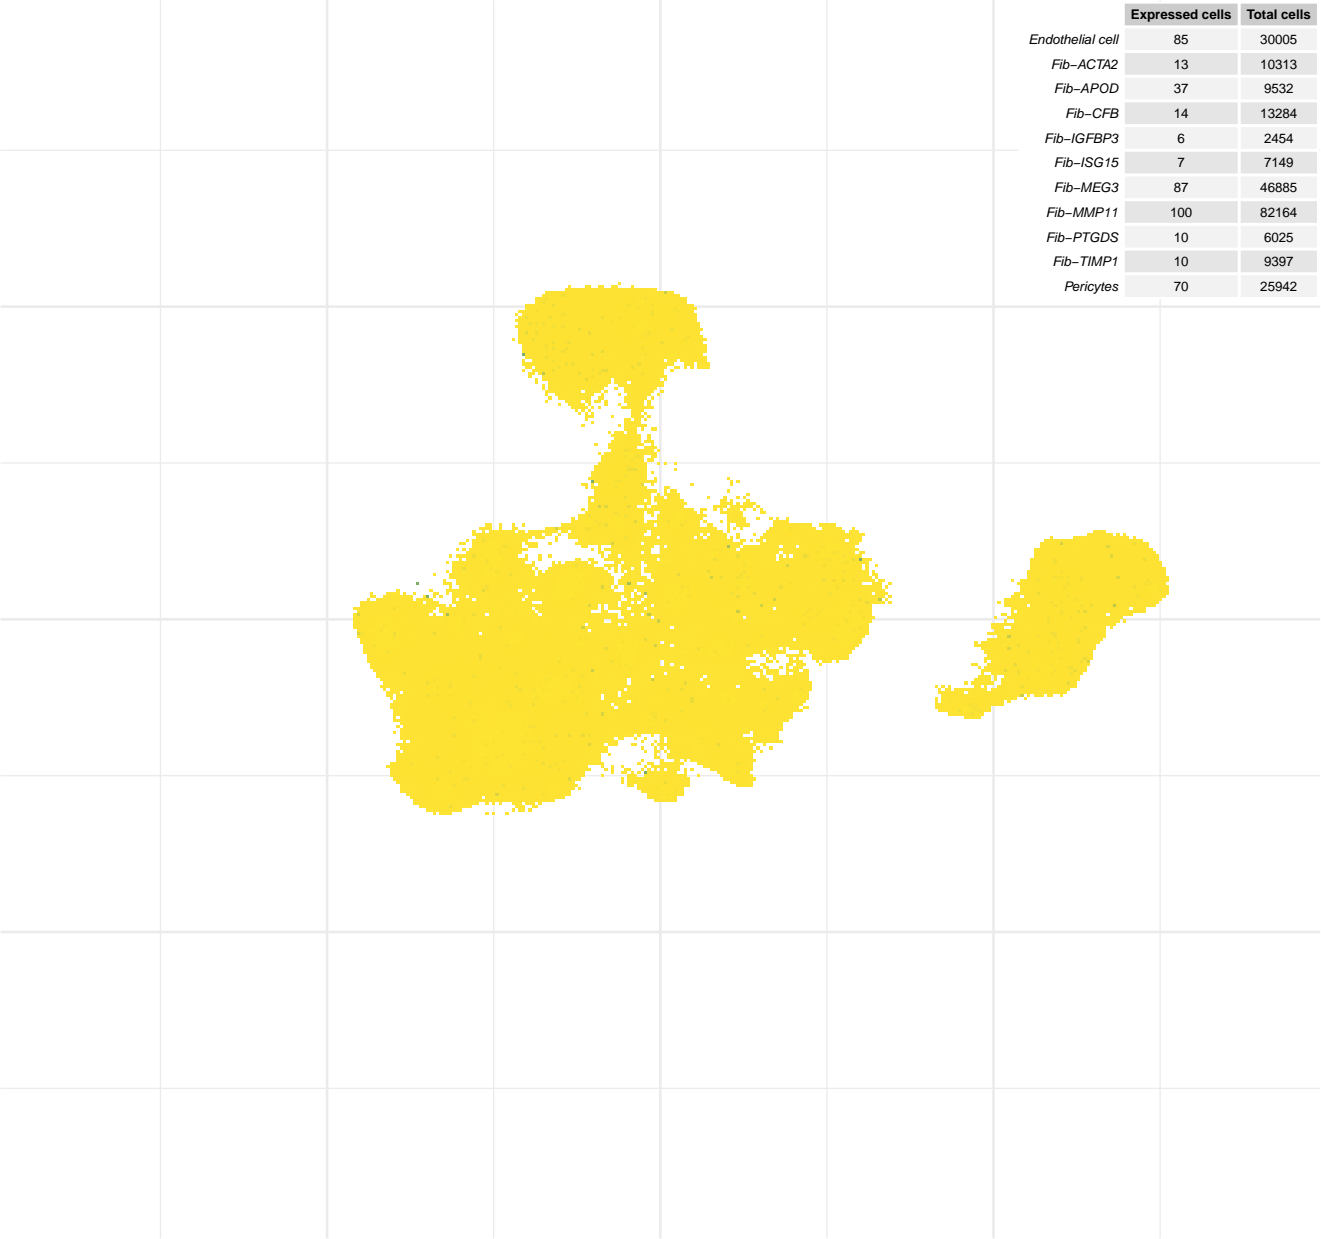 Expressed cells Total cells
Endothelial cell 85 30005
Fib−ACTA2 13 10313
Fib−APOD 37 9532
Fib−CFB 14 13284
Fib−IGFBP3 6 2454
Fib−ISG15 7 7149
Fib−MEG3 87 46885
Fib−MMP11 100 82164
Fib−PTGDS 10 6025
Fib−TIMP1 10 9397
Pericytes 70 25942